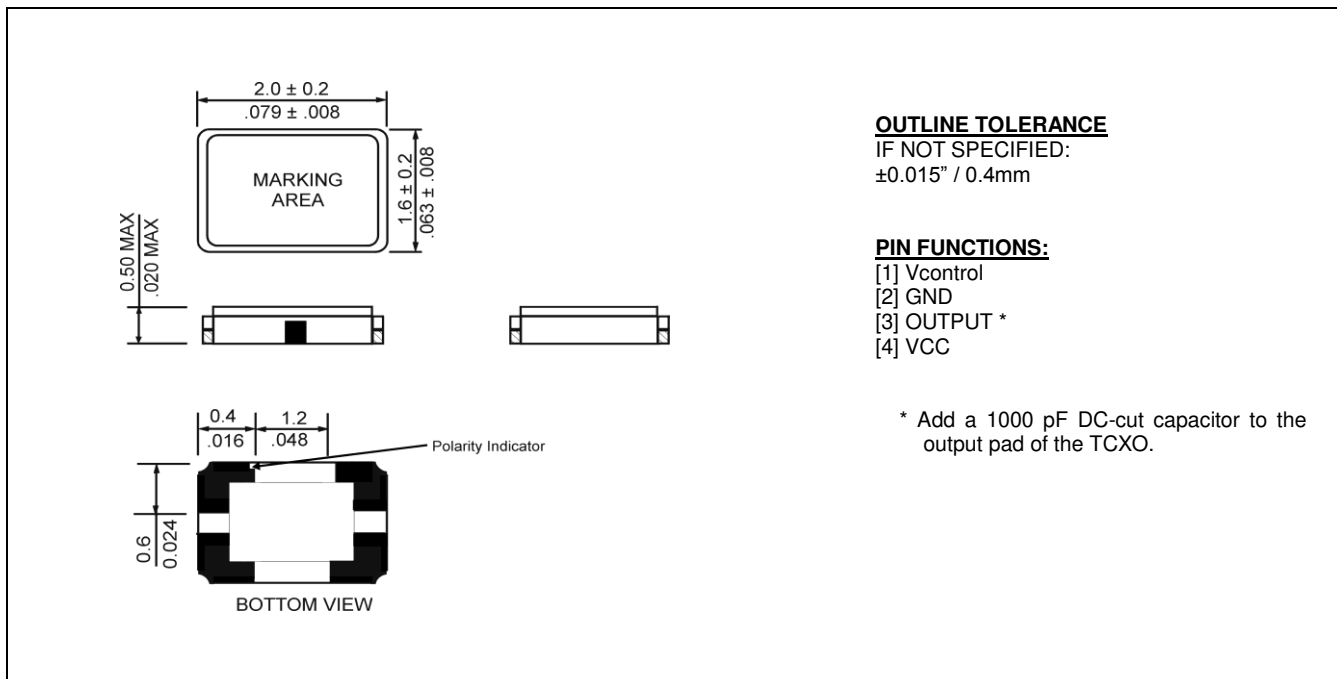 2.0 ± 0.2
.079 ± .008
MARKING
AREA
1.6 ± 0.2
.063 ± .008
0.50 MAX
.020 MAX
0.4
.016
1.2
.048
Polarity Indicator
0.6
0.024
BOTTOM VIEW
OUTLINE TOLERANCE
IF NOT SPECIFIED:
±0.015” / 0.4mm
PIN FUNCTIONS:
[1] Vcontrol
[2] GND
[3] OUTPUT *
[4] VCC
* Add a 1000 pF DC-cut capacitor to the
output pad of the TCXO.